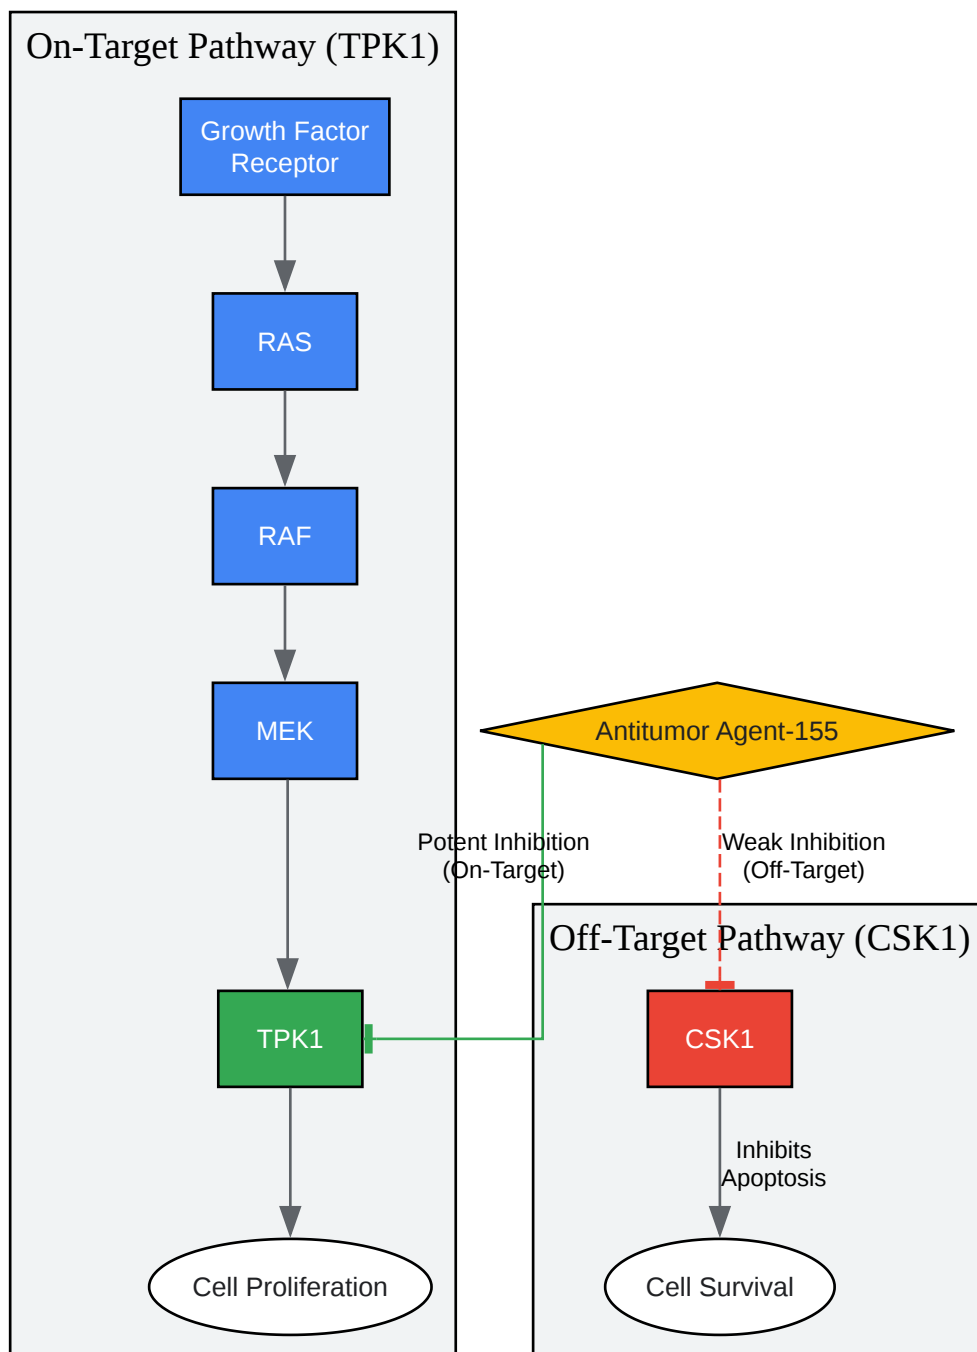 On-Target Pathway (TPK1)
Growth Factor
Receptor
RAS
RAF
MEK
Antitumor Agent-155
Potent Inhibition
(On-Target)
Weak Inhibition
(Off-Target)
Off-Target Pathway (CSK1)
TPK1
CSK1
Inhibits
Apoptosis
Cell Proliferation
Cell Survival